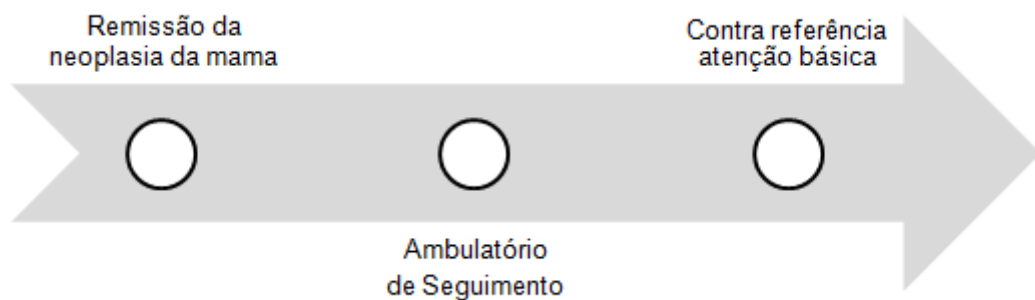 Remissão da
neoplasia da mama
Ambulatório
de Seguimento
Contra referência
atenção básica